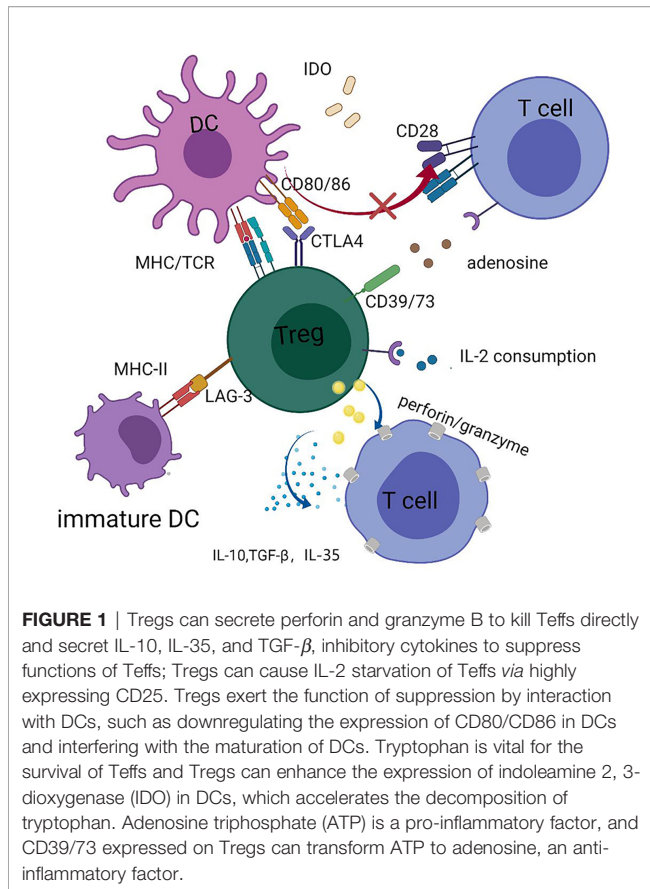 IDO
T cell
DC
CD28
CD80/86
CTLA4
MHC/TCR
adenosine
CD39/73
Treg
IL-2 consumption
MHC-II
LAG-3
perforin/granzyme
T cell
immature DC
IL-10,TGF-β, IL-35
FIGURE 1 | Tregs can secrete perforin and granzyme B to kill Teffs directly
and secret IL-10, IL-35, and TGF-β, inhibitory cytokines to suppress
functions of Teffs; Tregs can cause IL-2 starvation of Teffs via highly
expressing CD25. Tregs exert the function of suppression by interaction
with DCs, such as downregulating the expression of CD80/CD86 in DCs
and interfering with the maturation of DCs. Tryptophan is vital for the
survival of Teffs and Tregs can enhance the expression of indoleamine 2, 3-
dioxygenase (IDO) in DCs, which accelerates the decomposition of
tryptophan. Adenosine triphosphate (ATP) is a pro-inflammatory factor, and
CD39/73 expressed on Tregs can transform ATP to adenosine, an anti-
inflammatory factor.